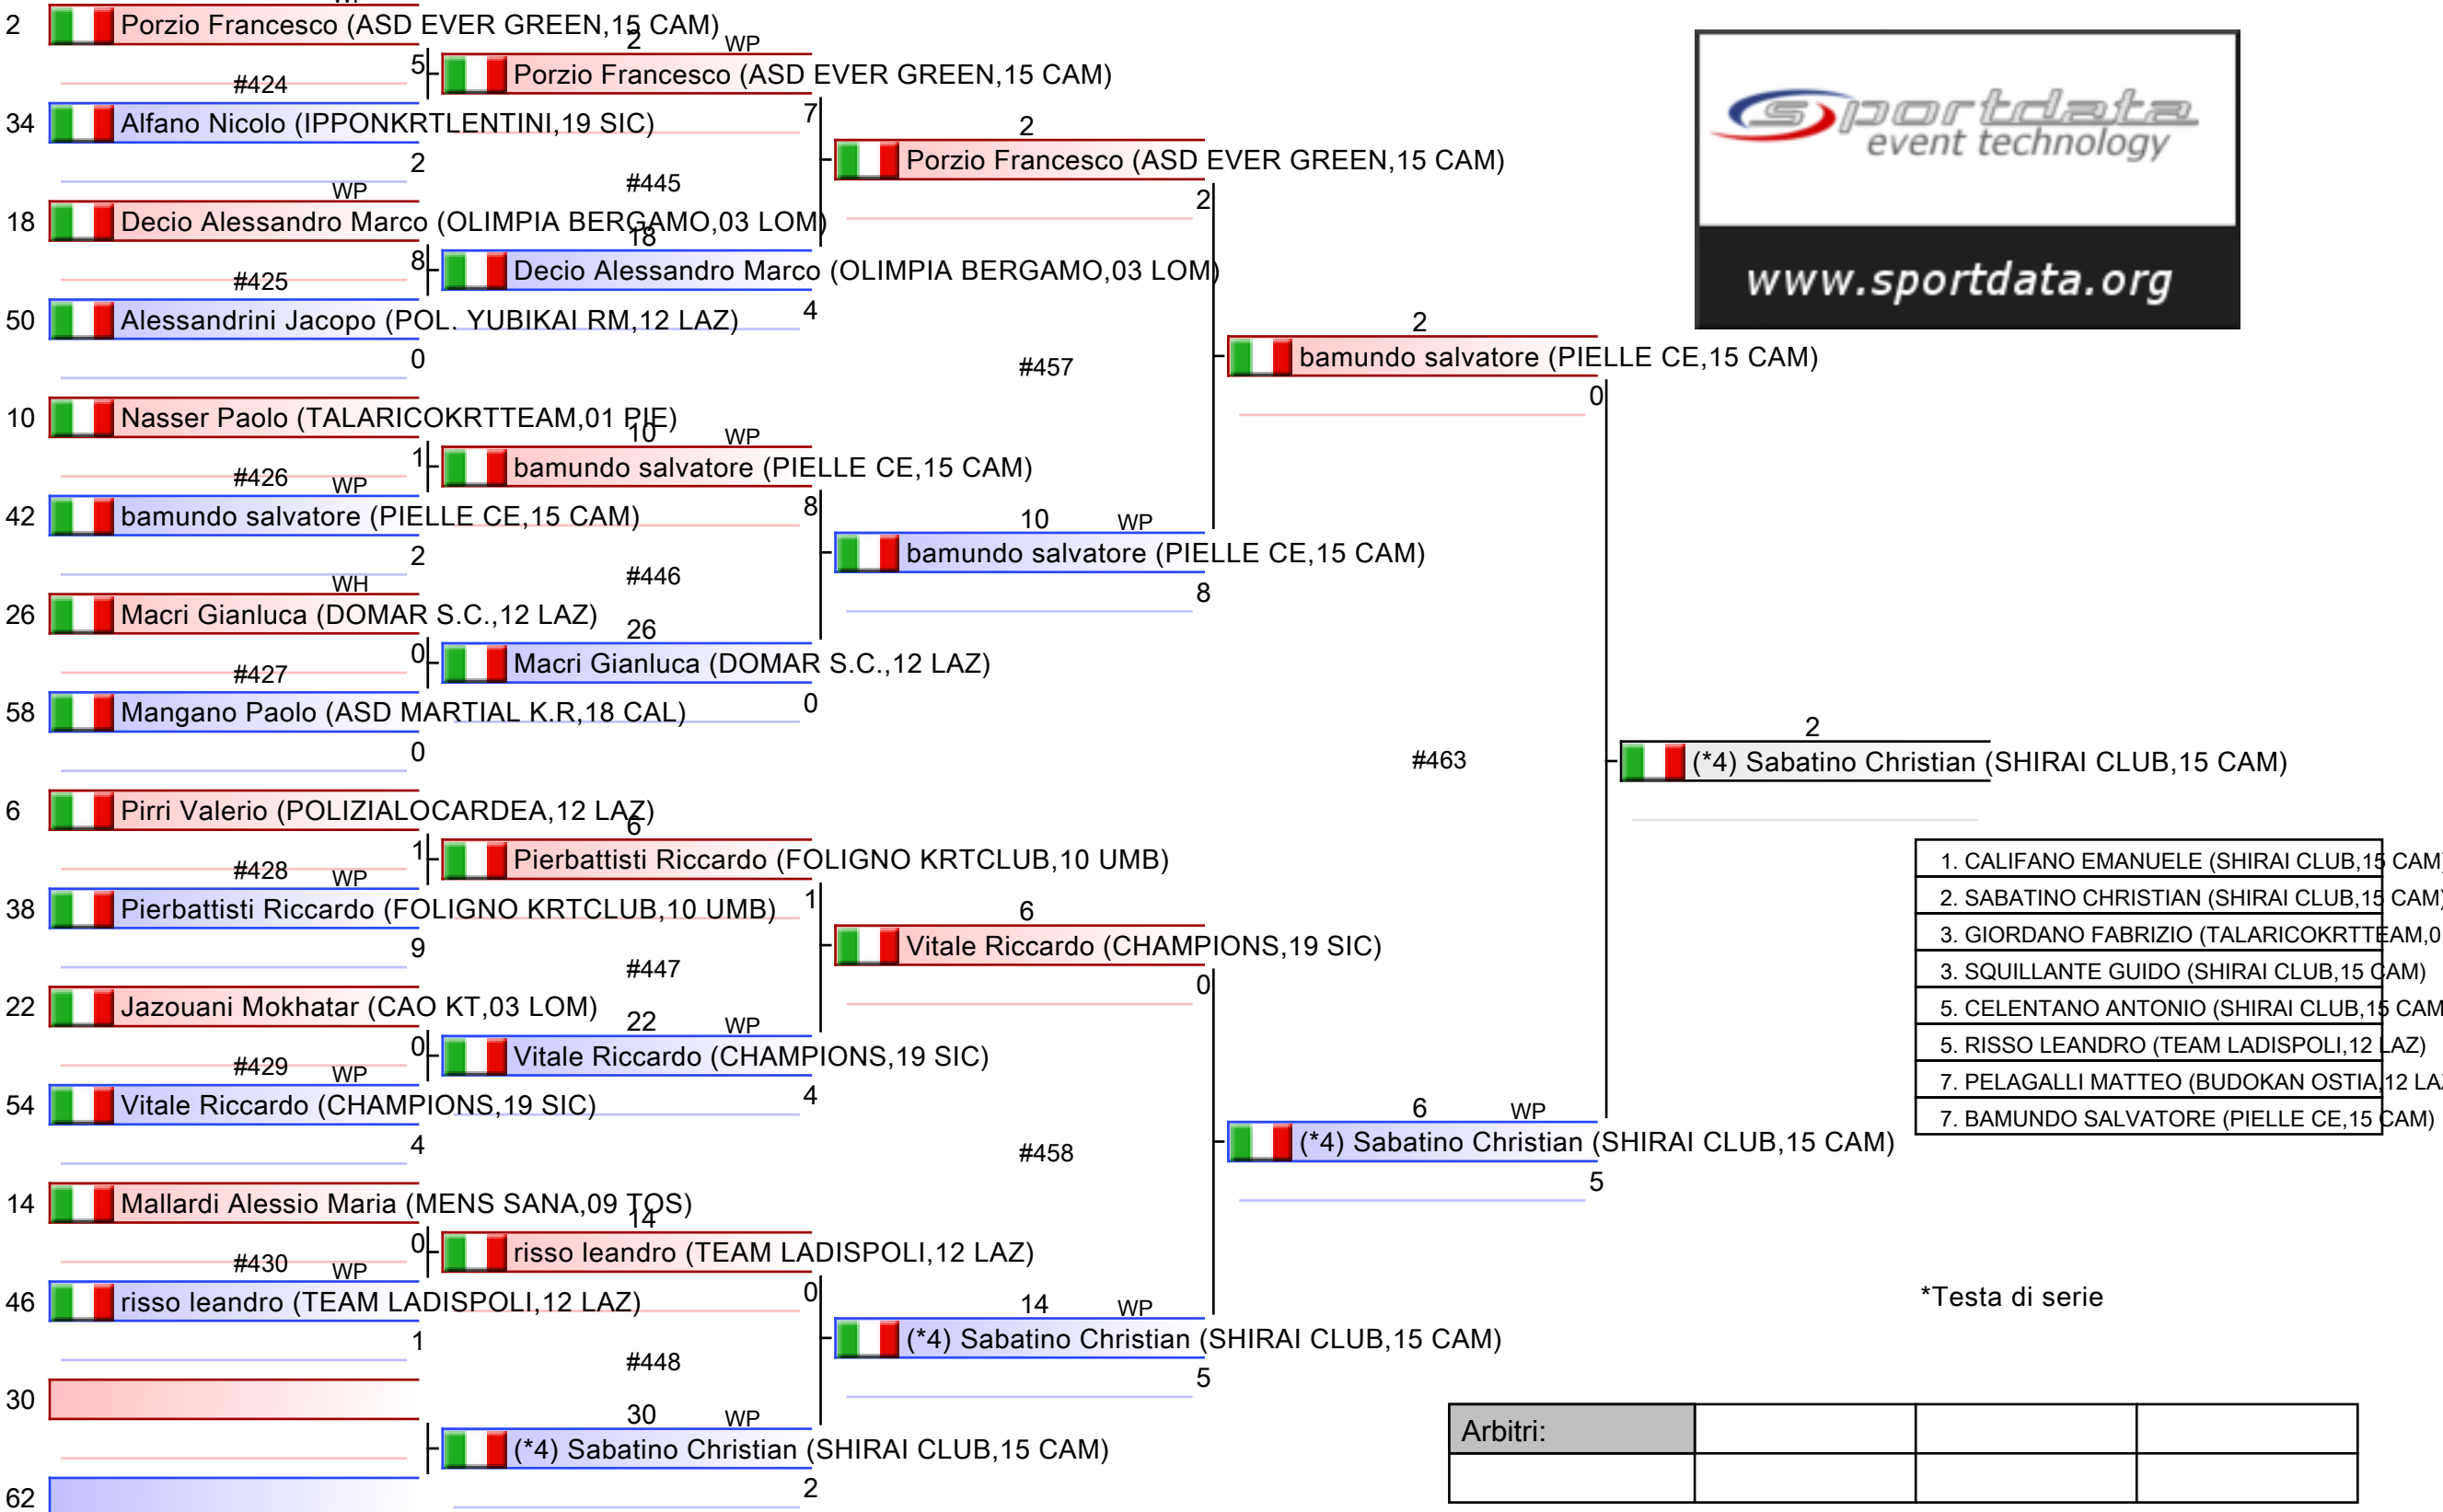 WP
2 Porzio Francesco (ASD EVER GREEN,15 CAM)
5
#424
34 Alfano Nicolo (IPPONKRTLENTINI,19 SIC)
2
WP
18 Decio Alessandro Marco (OLIMPIA BERGAMO,03 LOM)
8
#425
50 Alessandrini Jacopo (POL. YUBIKAI RM,12 LAZ)
0
10 Nasser Paolo (TALARICOKRTTEAM,01 PIE)
1
#426 WP
42 bamundo salvatore (PIELLE CE,15 CAM)
2
WH
26 Macri Gianluca (DOMAR S.C.,12 LAZ)
0
#427
58 Mangano Paolo (ASD MARTIAL K.R,18 CAL)
0
6 Pirri Valerio (POLIZIALOCARDEA,12 LAZ)
1
#428 WP
38 Pierbattisti Riccardo (FOLIGNO KRTCLUB,10 UMB)
9
22 Jazouani Mokhatar (CAO KT,03 LOM)
0
#429 WP
54 Vitale Riccardo (CHAMPIONS,19 SIC)
4
14 Mallardi Alessio Maria (MENS SANA,09 TOS)
0
#430 WP
46 risso leandro (TEAM LADISPOLI,12 LAZ)
1
30
62
2 WP
Porzio Francesco (ASD EVER GREEN,15 CAM)
7
#445
18
Decio Alessandro Marco (OLIMPIA BERGAMO,03 LOM)
4
10 WP
bamundo salvatore (PIELLE CE,15 CAM)
8
#446
26
Macri Gianluca (DOMAR S.C.,12 LAZ)
0
6
Pierbattisti Riccardo (FOLIGNO KRTCLUB,10 UMB)
1
#447
22 WP
Vitale Riccardo (CHAMPIONS,19 SIC)
4
14
risso leandro (TEAM LADISPOLI,12 LAZ)
0
#448
30 WP
(*4) Sabatino Christian (SHIRAI CLUB,15 CAM)
2
2
Porzio Francesco (ASD EVER GREEN,15 CAM)
2
#457
10 WP
bamundo salvatore (PIELLE CE,15 CAM)
8
6
Vitale Riccardo (CHAMPIONS,19 SIC)
0
#458
14 WP
(*4) Sabatino Christian (SHIRAI CLUB,15 CAM)
5
2
bamundo salvatore (PIELLE CE,15 CAM)
0
#463
6 WP
(*4) Sabatino Christian (SHIRAI CLUB,15 CAM)
5
2
(*4) Sabatino Christian (SHIRAI CLUB,15 CAM)
sportdata
event technology
www.sportdata.org
1. CALIFANO EMANUELE (SHIRAI CLUB,15 CAM)
2. SABATINO CHRISTIAN (SHIRAI CLUB,15 CAM)
3. GIORDANO FABRIZIO (TALARICOKRTTEAM,0
3. SQUILLANTE GUIDO (SHIRAI CLUB,15 CAM)
5. CELENTANO ANTONIO (SHIRAI CLUB,15 CAM
5. RISSO LEANDRO (TEAM LADISPOLI,12 LAZ)
7. PELAGALLI MATTEO (BUDOKAN OSTIA,12 LAZ
7. BAMUNDO SALVATORE (PIELLE CE,15 CAM)
*Testa di serie
Arbitri: